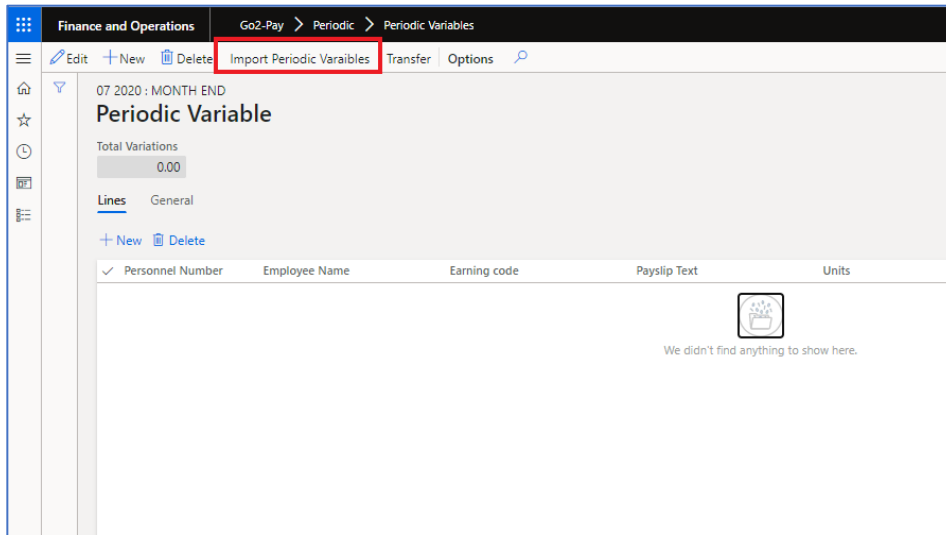 Finance and Operations Go2-Pay > Periodic > Periodic Variables
Edit New Delete Import Periodic Varaibles Transfer Options
07 2020 : MONTH END
Periodic Variable
Total Variations
0.00
Lines General
New Delete
Personnel Number Employee Name Earning code Payslip Text Units
We didn't find anything to show here.